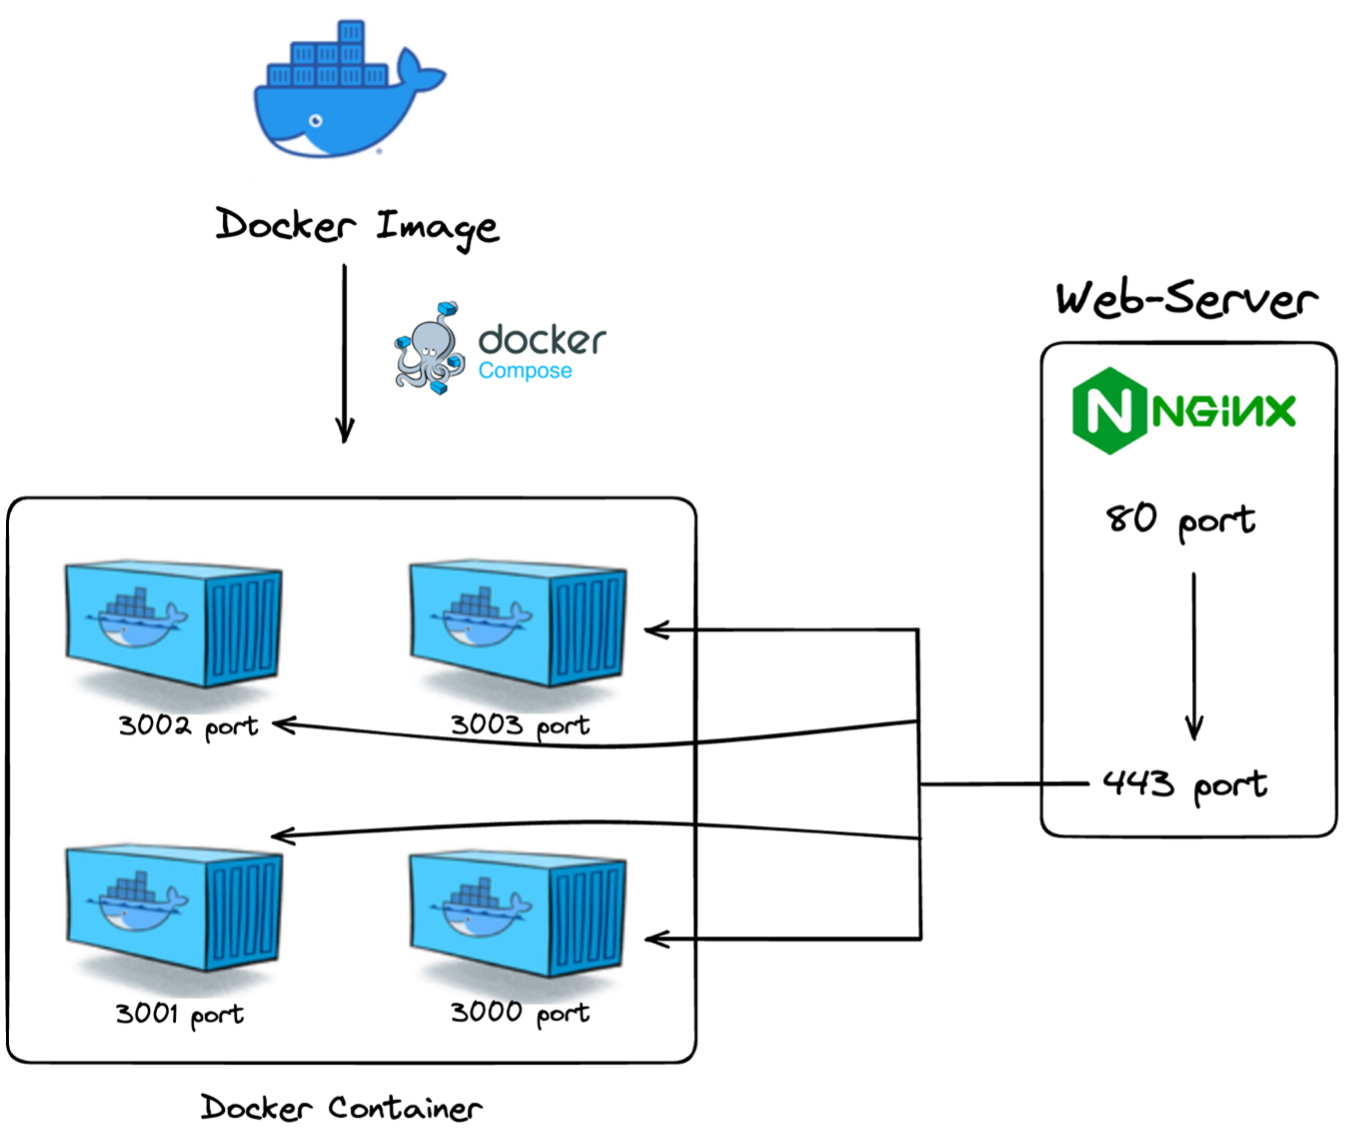 Docker Image
docker
Compose
Web-Server
N NGINX
80 port
443 port
3002 port
3003 port
3001 port
3000 port
Docker Container